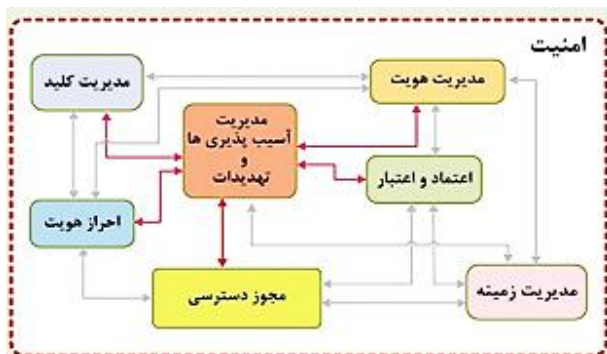 امنیت
مدیریت هویت
مدیریت کلید
مدیریت
آسیب پذیری ها
و
تهدیدات
اعتماد و اعتبار
احراز هویت
مدیریت زمینه
مجوز دسترسی